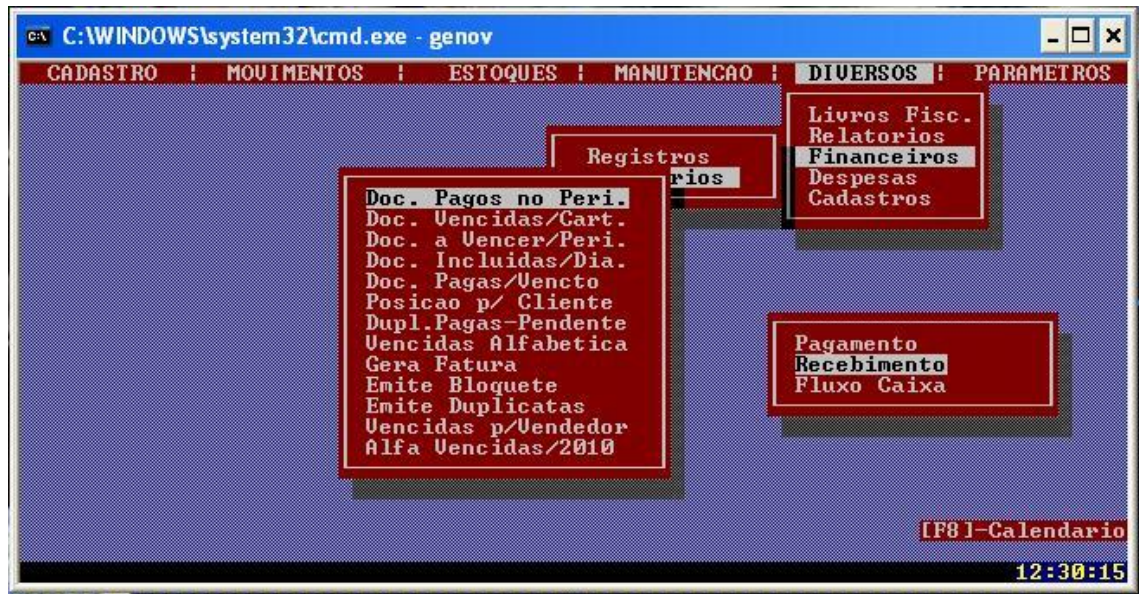 C:\WINDOWS\system32\cmd.exe - genov
CADASTRO ¦ MOVIMENTOS ¦ ESTOQUES ¦ MANUTENCAO ¦ DIVERSOS ¦ PARAMETROS
Livros Fisc.
Relatorios
Financeiros
Despesas
Cadastros
Registros
rios
Doc. Pagos no Peri.
Doc. Vencidas/Cart.
Doc. a Vencer/Peri.
Doc. Incluidas/Dia.
Doc. Pagas/Vencto
Posicao p/ Cliente
Dupl.Pagas-Pendente
Vencidas Alfabetica
Gera Fatura
Emite Bloquete
Emite Duplicatas
Vencidas p/Vendedor
Alfa Vencidas/2010
Pagamento
Recebimento
Fluxo Caixa
[F8]-Calendario
12:30:15